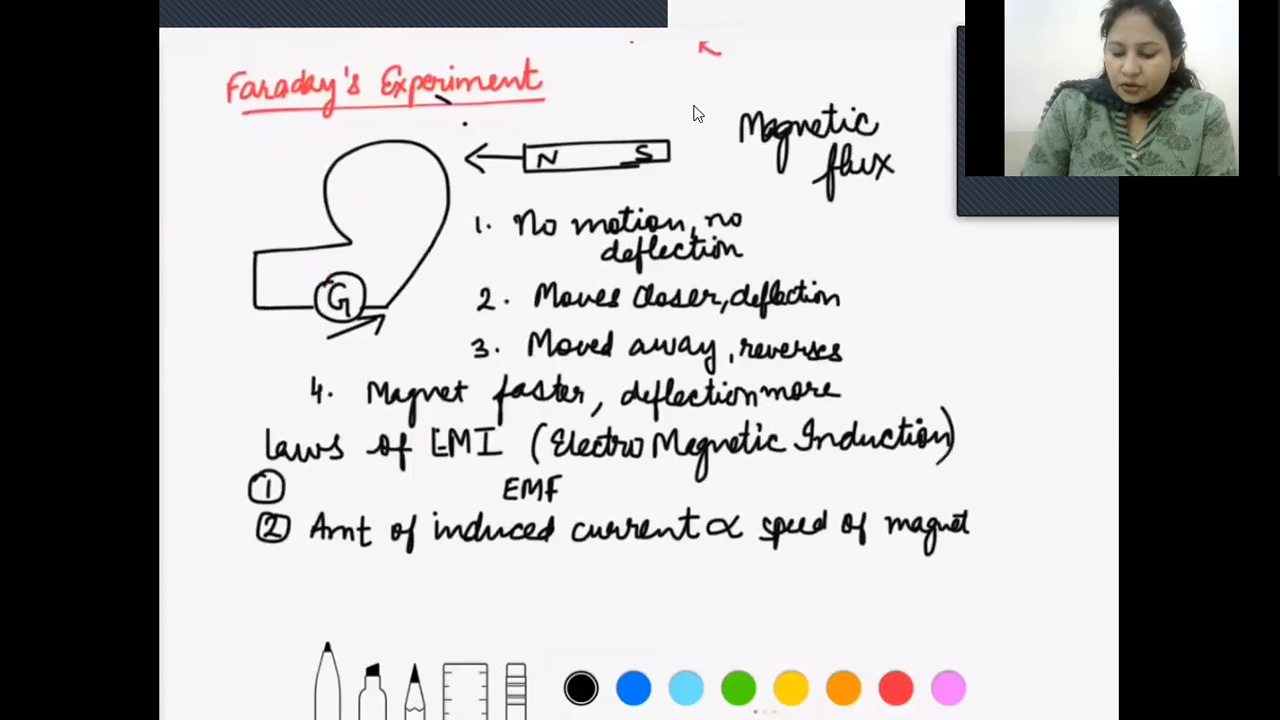 Faraday's Experiment
N S
Magnetic
flux
1. No motion, no
deflection
G
2. Moves closer, deflection
3. Moved away, reverses
4. Magnet faster, deflection more
laws of EMI (Electro Magnetic Induction)
①
EMF
② Amt of induced current ∝ speed of magnet